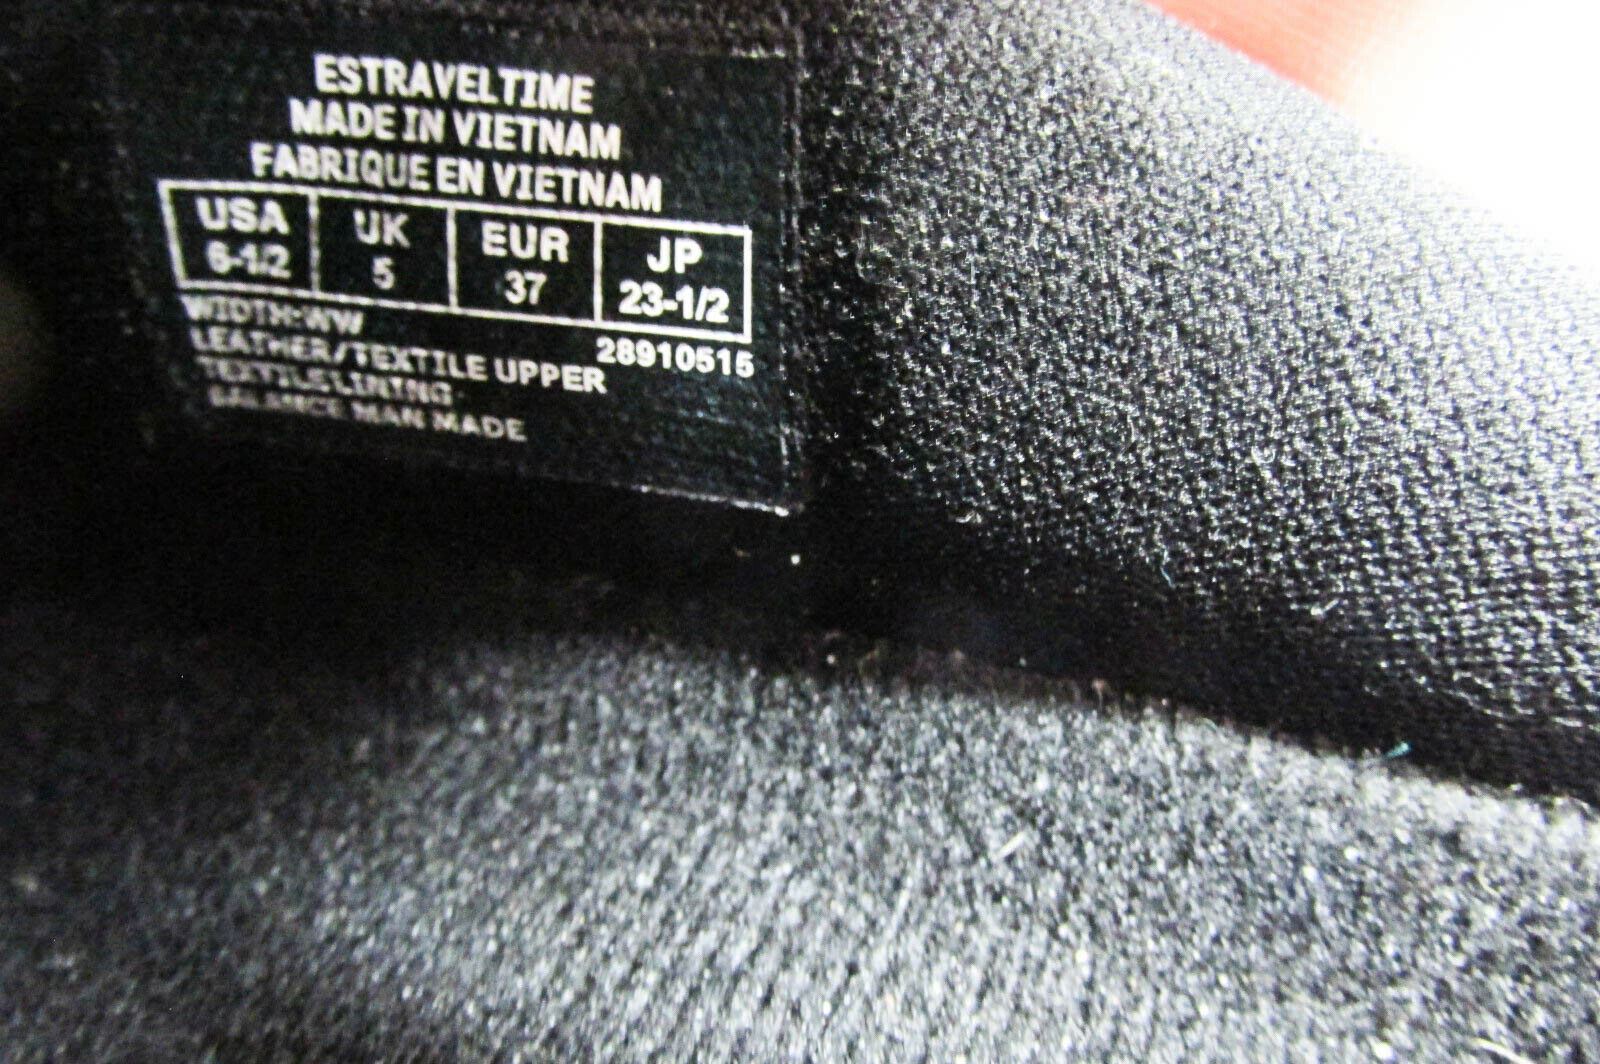 ESTRAVELTIME
MADE IN VIETNAM
FABRIQUE EN VIETNAM
USA UK EUR JP
6-1/2 5 37 23-1/2
WIDTH:WW
28910515
LEATHER/TEXTILE UPPER
TEXTILE LINING
BALANCE MAN MADE